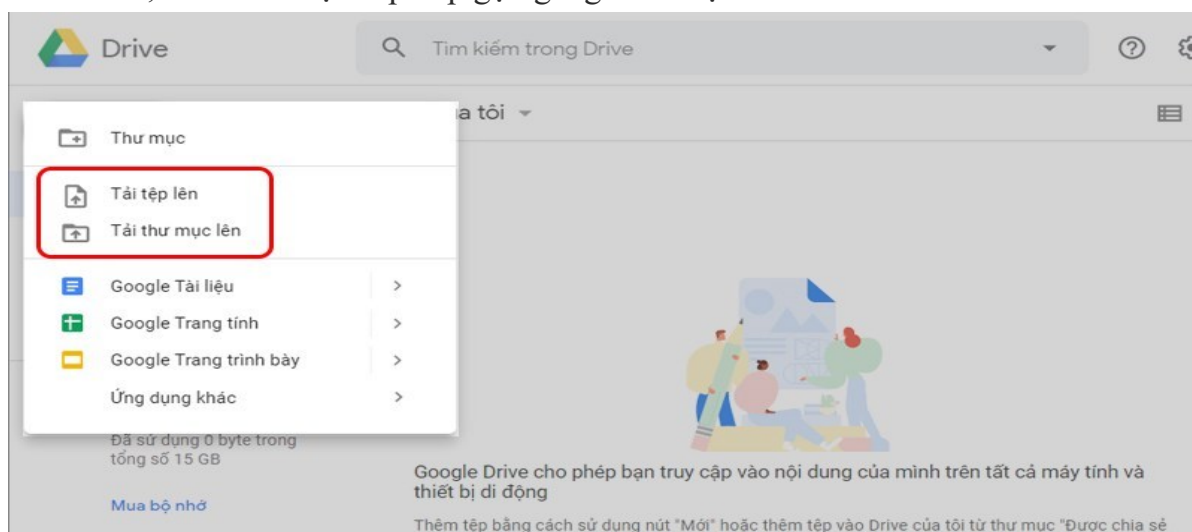 Drive
Tìm kiếm trong Drive
a tôi
Thư mục
Tải tệp lên
Tải thư mục lên
Google Tài liệu
Google Trang tính
Google Trang trình bày
Ứng dụng khác
Đã sử dụng 0 byte trong
tổng số 15 GB
Mua bộ nhớ
Google Drive cho phép bạn truy cập vào nội dung của mình trên tất cả máy tính và
thiết bị di động
Thêm tệp bằng cách sử dụng nút "Mới" hoặc thêm tệp vào Drive của tôi từ thư mục "Được chia sẻ